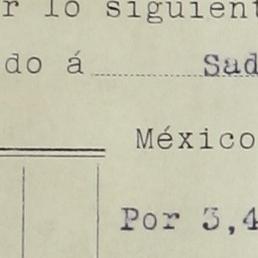 r lo siguient
do á Sad
México
Por 3,4